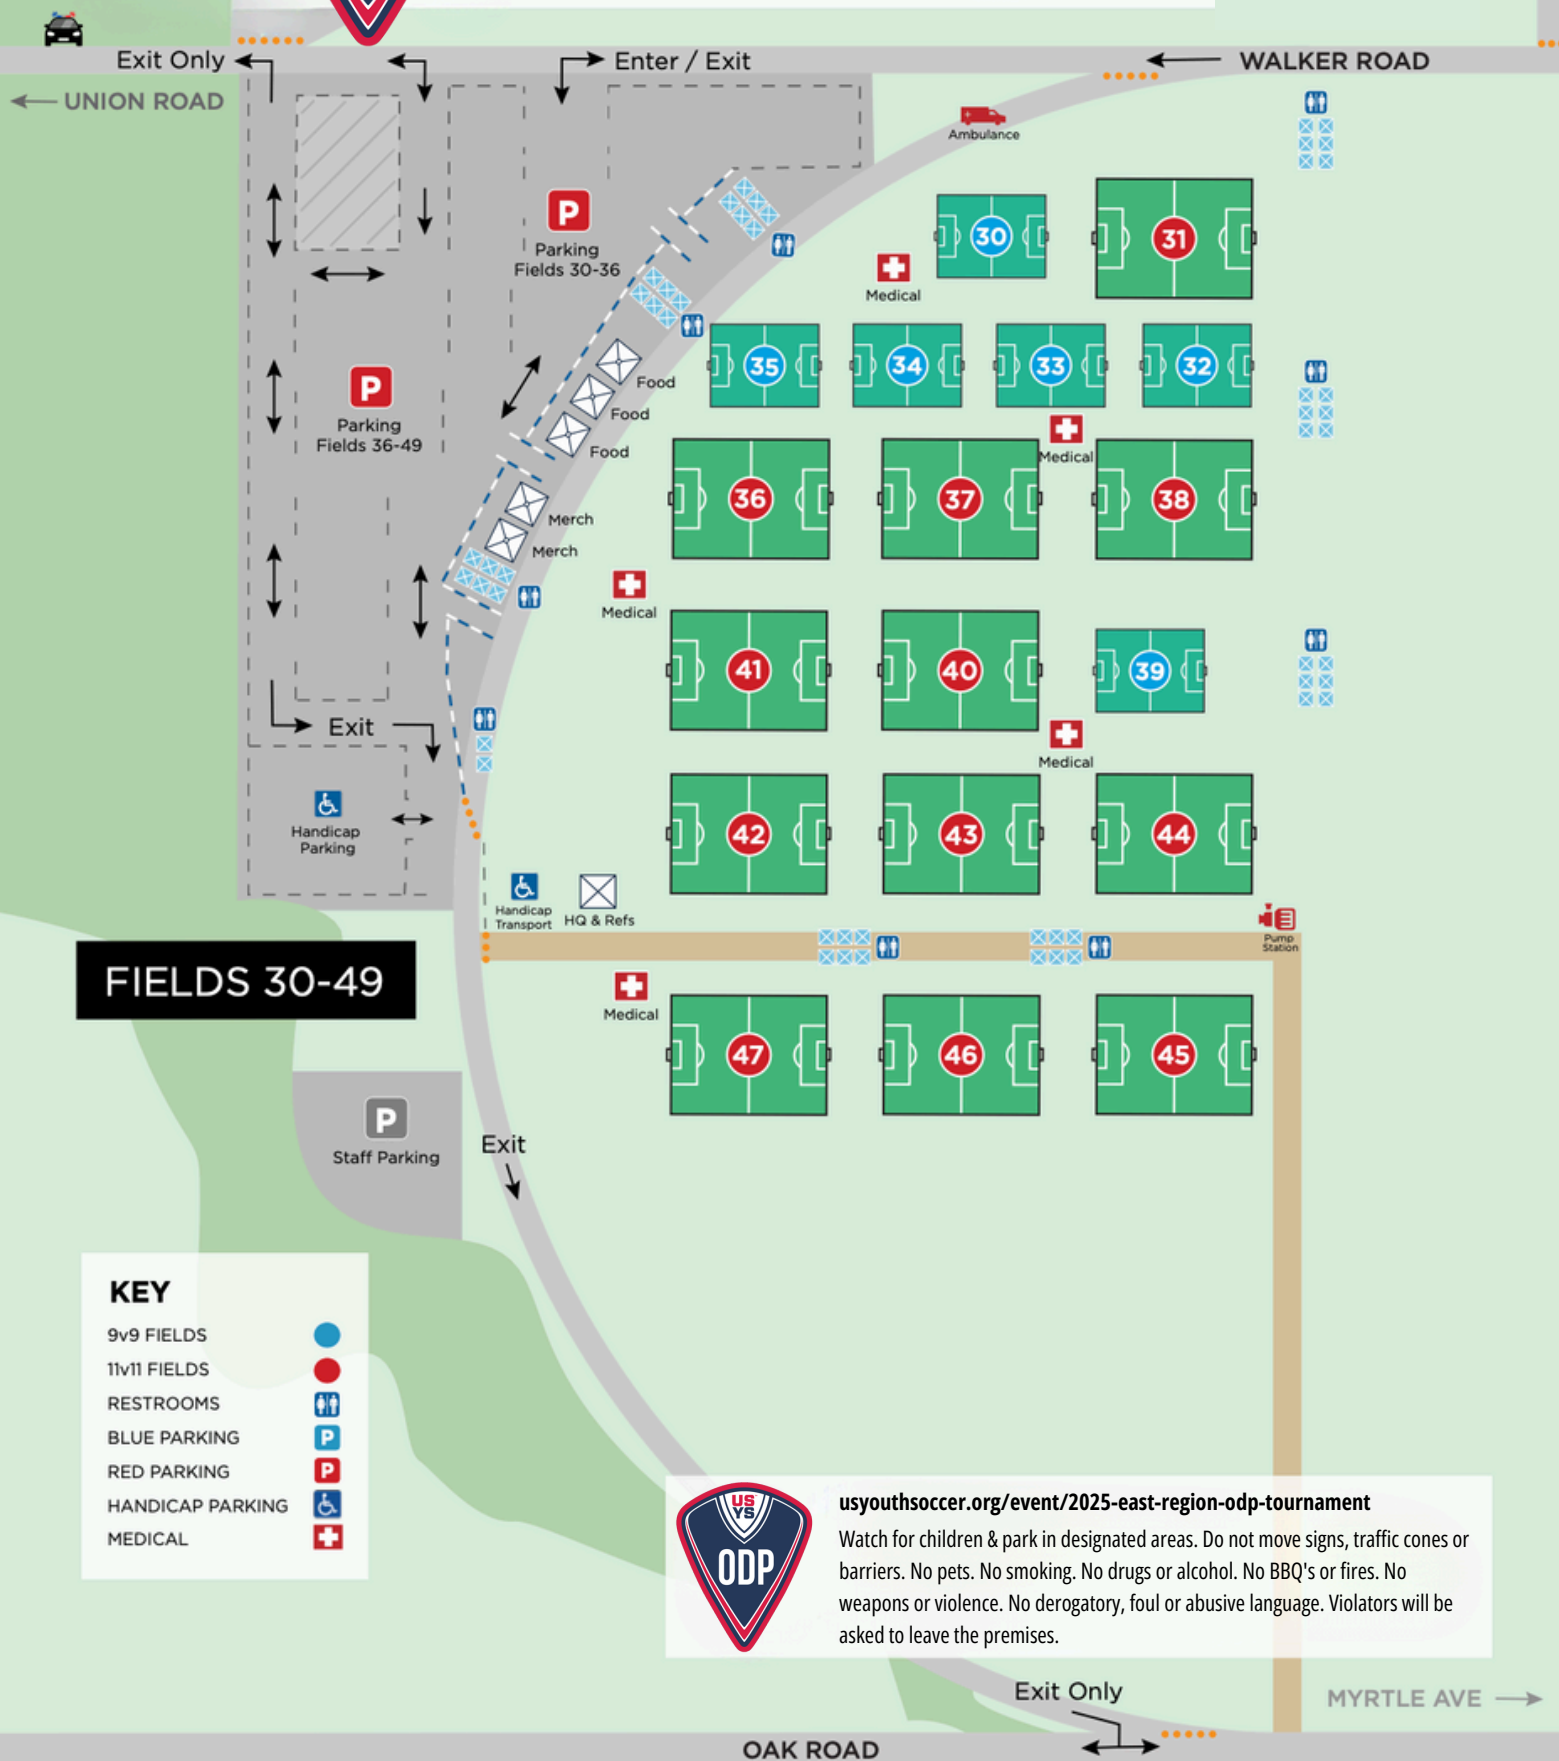 Exit Only
Enter / Exit
WALKER ROAD
UNION ROAD
Ambulance
P
Parking
Fields 30-36
30
31
Medical
35
34
33
32
P
Parking
Fields 36-49
Food
Food
Food
Medical
36
37
38
Merch
Merch
Medical
41
40
39
Exit
Medical
42
43
44
Handicap
Parking
Handicap
Transport
HQ & Refs
Pump
Station
FIELDS 30-49
Medical
47
46
45
P
Staff Parking
Exit
KEY
9v9 FIELDS
11v11 FIELDS
RESTROOMS
BLUE PARKING P
RED PARKING P
HANDICAP PARKING
MEDICAL
US
YS
ODP
usyouthsoccer.org/event/2025-east-region-odp-tournament
Watch for children & park in designated areas. Do not move signs, traffic cones or
barriers. No pets. No smoking. No drugs or alcohol. No BBQ's or fires. No
weapons or violence. No derogatory, foul or abusive language. Violators will be
asked to leave the premises.
Exit Only
MYRTLE AVE
OAK ROAD